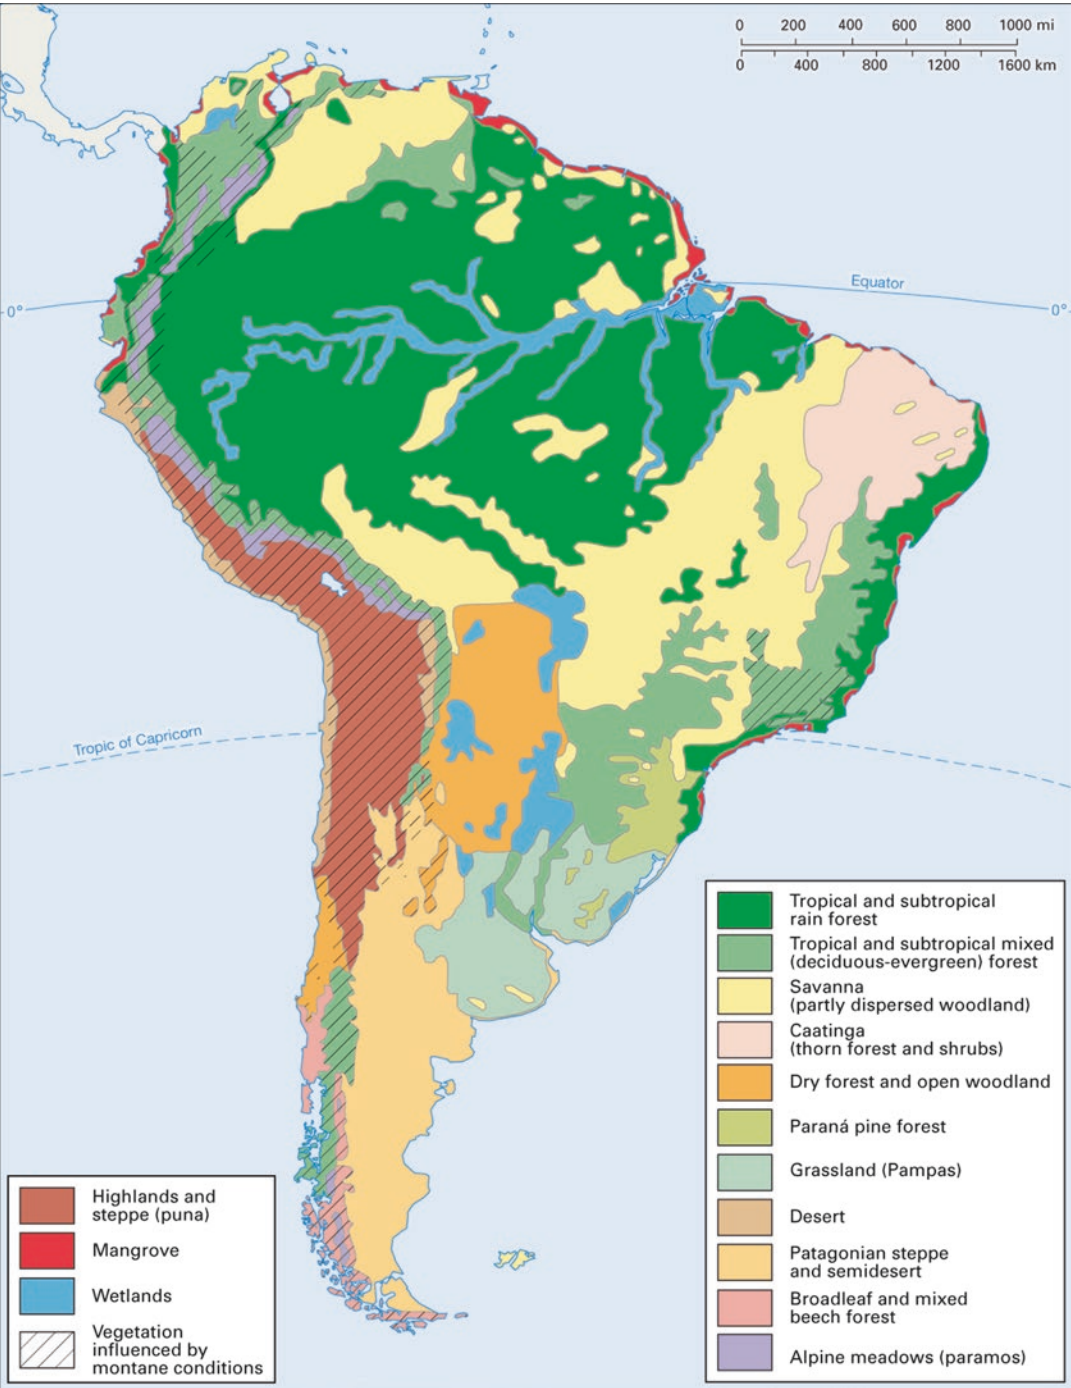 0 200 400 600 800 1000 mi
0 400 800 1200 1600 km
Equator
0°
0°
Tropic of Capricorn
Tropical and subtropical
rain forest
Tropical and subtropical mixed
(deciduous-evergreen) forest
Savanna
(partly dispersed woodland)
Caatinga
(thorn forest and shrubs)
Dry forest and open woodland
Paraná pine forest
Grassland (Pampas)
Desert
Patagonian steppe
and semidesert
Broadleaf and mixed
beech forest
Alpine meadows (paramos)
Highlands and
steppe (puna)
Mangrove
Wetlands
Vegetation
influenced by
montane conditions